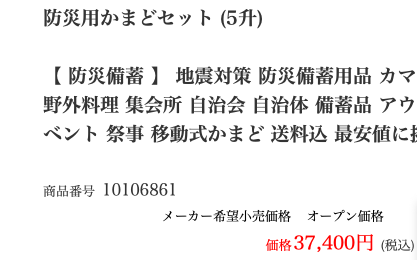 防災用かまどセット (5升)
【 防災備蓄 】 地震対策 防災備蓄用品 カマ
野外料理 集会所 自治会 自治体 備蓄品 アウ
ベント 祭事 移動式かまど 送料込 最安値に
商品番号 10106861
メーカー希望小売価格 オープン価格
価格 37,400円 (税込)